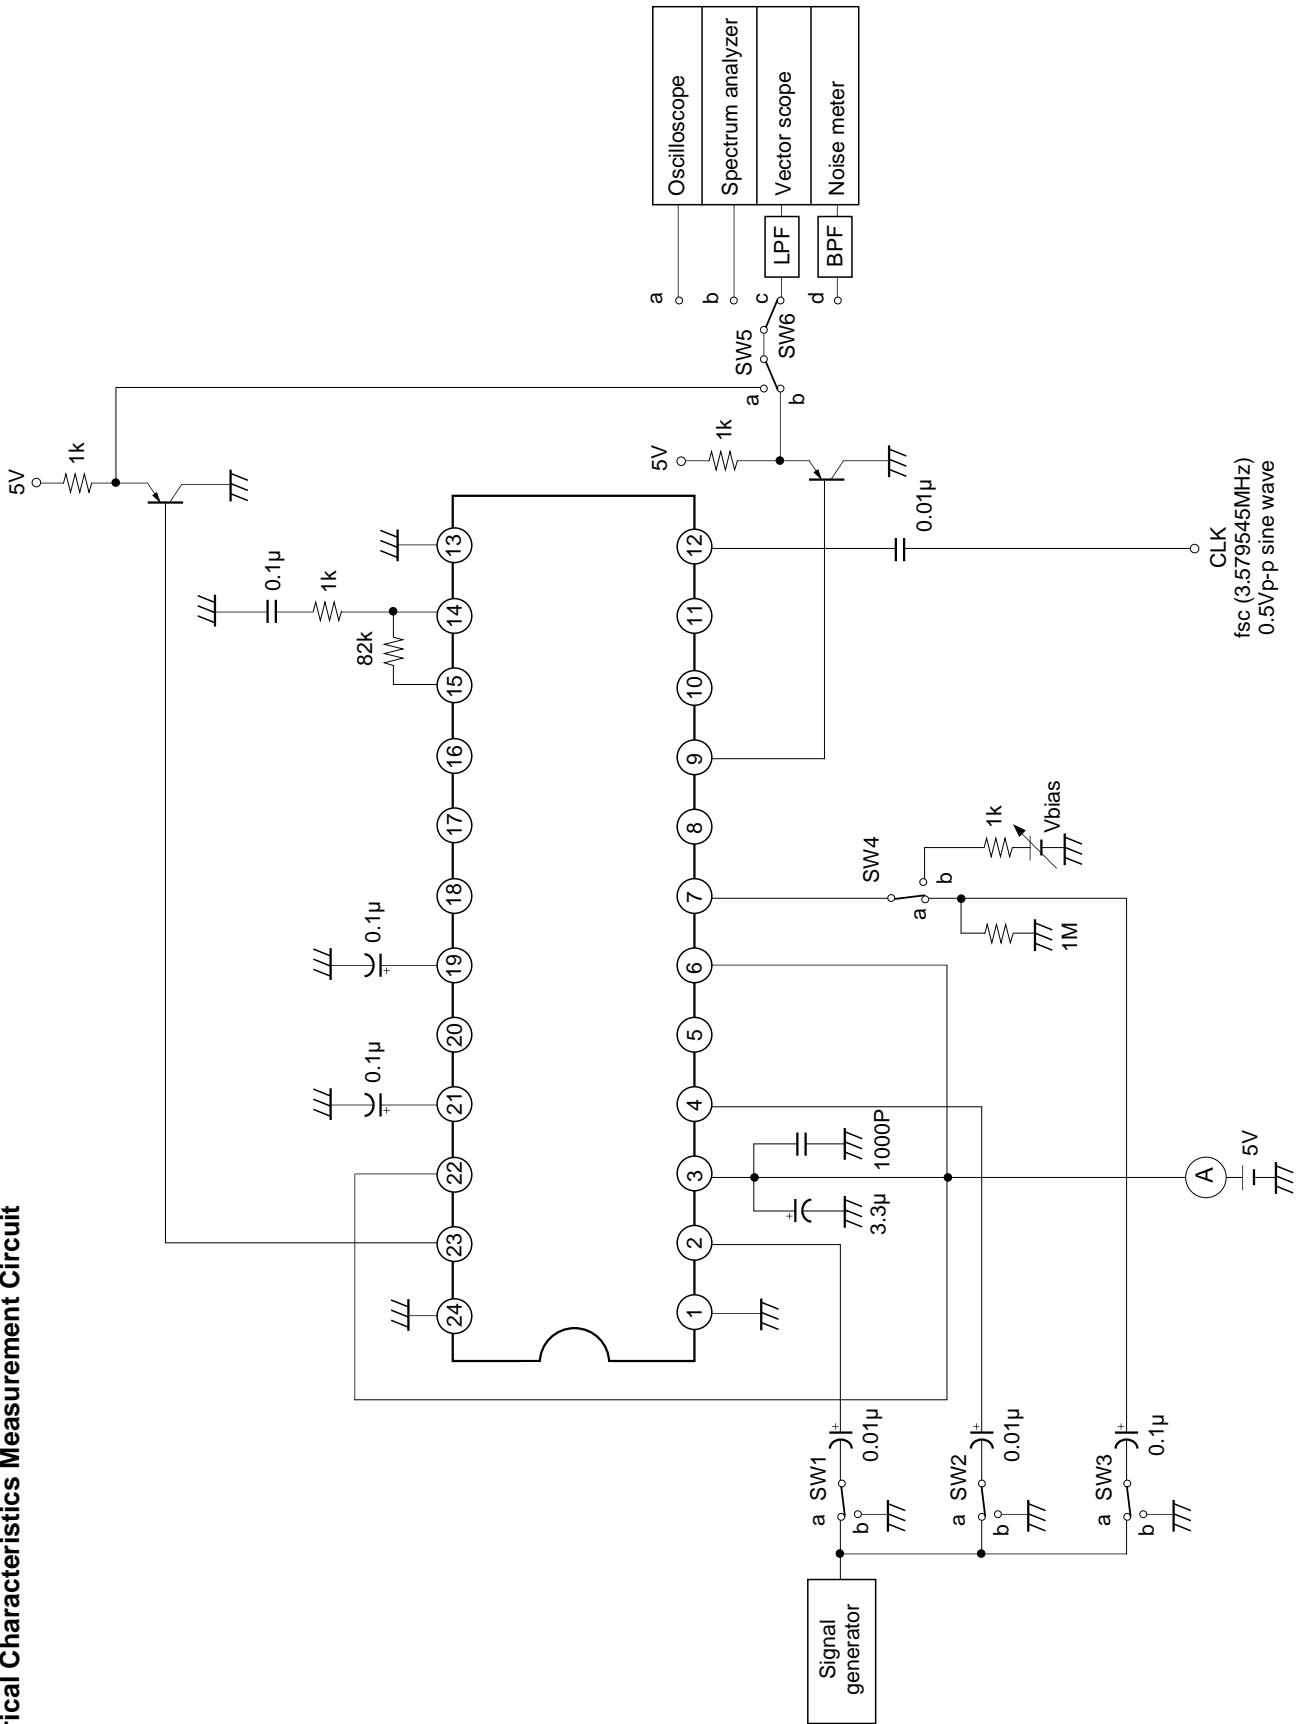 rical Characteristics Measurement Circuit
5V
1k
Oscilloscope
Spectrum analyzer
Vector scope
Noise meter
LPF
BPF
a
b
c
d
SW5
SW6
a
b
5V
1k
0.1µ
1k
82k
0.1µ
0.1µ
24
23
22
21
20
19
18
17
16
15
14
13
1
2
3
4
5
6
7
8
9
10
11
12
0.01µ
CLK
fsc (3.579545MHz)
0.5Vp-p sine wave
SW4
a
b
1k
Vbias
1M
1000P
3.3µ
A
5V
Signal
generator
a
SW1
b
0.01µ
a
SW2
b
0.01µ
a
SW3
b
0.1µ
+
+
+
+
+
+